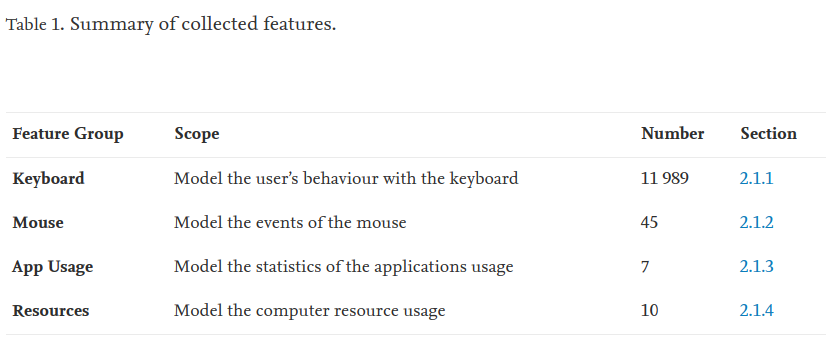 Table 1. Summary of collected features.
Feature Group Scope Number Section
Keyboard Model the user’s behaviour with the keyboard 11 989 2.1.1
Mouse Model the events of the mouse 45 2.1.2
App Usage Model the statistics of the applications usage 7 2.1.3
Resources Model the computer resource usage 10 2.1.4